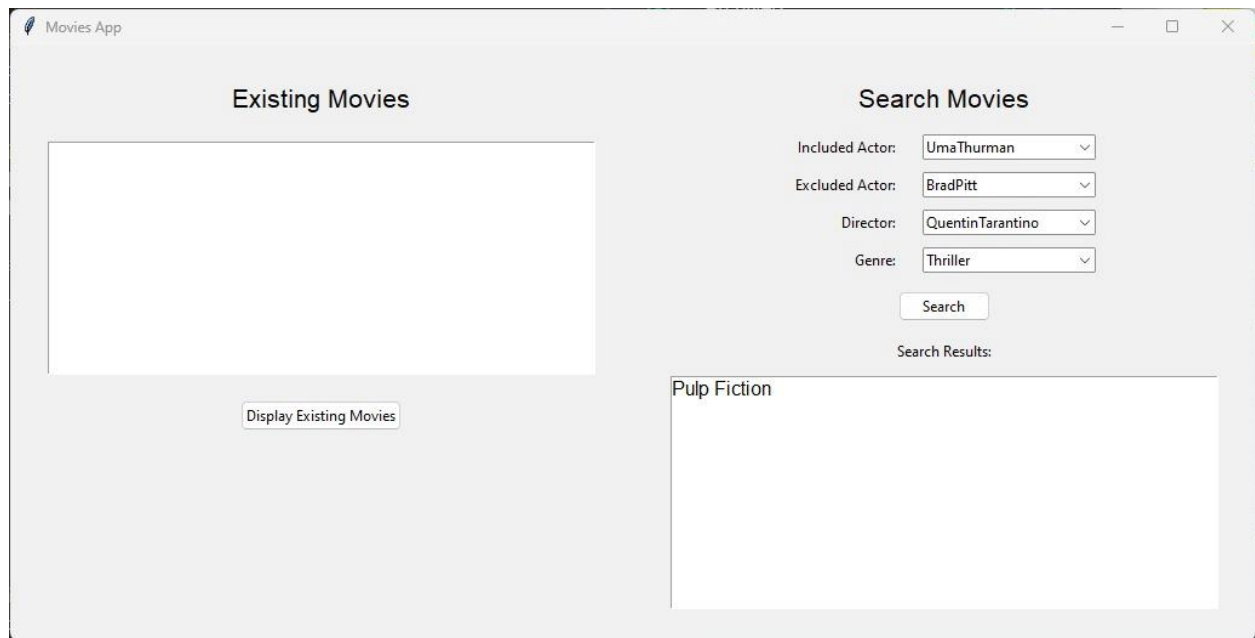 Movies App
Existing Movies
Display Existing Movies
Search Movies
Included Actor: UmaThurman
Excluded Actor: BradPitt
Director: QuentinTarantino
Genre: Thriller
Search
Search Results:
Pulp Fiction